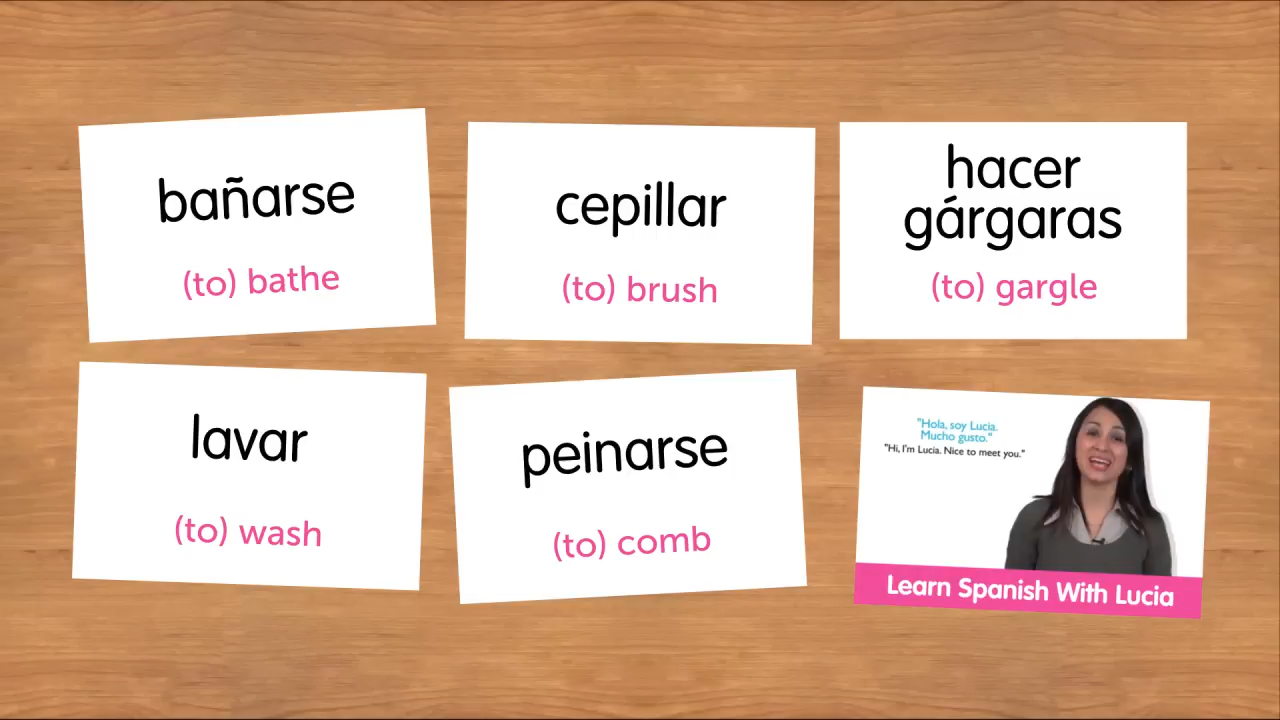 bañarse
(to) bathe
cepillar
(to) brush
hacer
gárgaras
(to) gargle
lavar
(to) wash
peinarse
(to) comb
"Hola, soy Lucia.
Mucho gusto."
"Hi, I'm Lucia. Nice to meet you."
Learn Spanish With Lucia